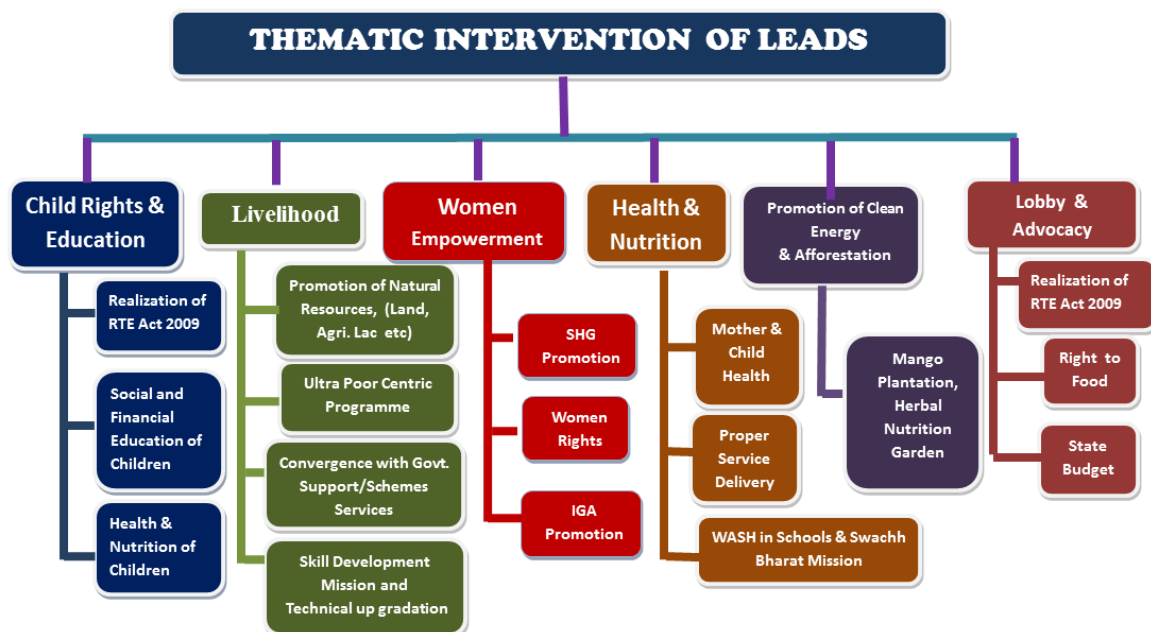 THEMATIC INTERVENTION OF LEADS
Child Rights &
Education
Realization of
RTE Act 2009
Social and
Financial
Education of
Children
Health &
Nutrition of
Children
Livelihood
Promotion of Natural
Resources, (Land,
Agri. Lac etc)
Ultra Poor Centric
Programme
Convergence with Govt.
Support/Schemes
Services
Skill Development
Mission and
Technical up gradation
Women
Empowerment
SHG
Promotion
Women
Rights
IGA
Promotion
Health &
Nutrition
Mother &
Child
Health
Proper
Service
Delivery
WASH in Schools & Swachh
Bharat Mission
Promotion of Clean
Energy
& Afforestation
Mango
Plantation,
Herbal
Nutrition
Garden
Lobby &
Advocacy
Realization of
RTE Act 2009
Right to
Food
State
Budget